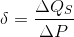 δ = ΔQ_S / ΔP